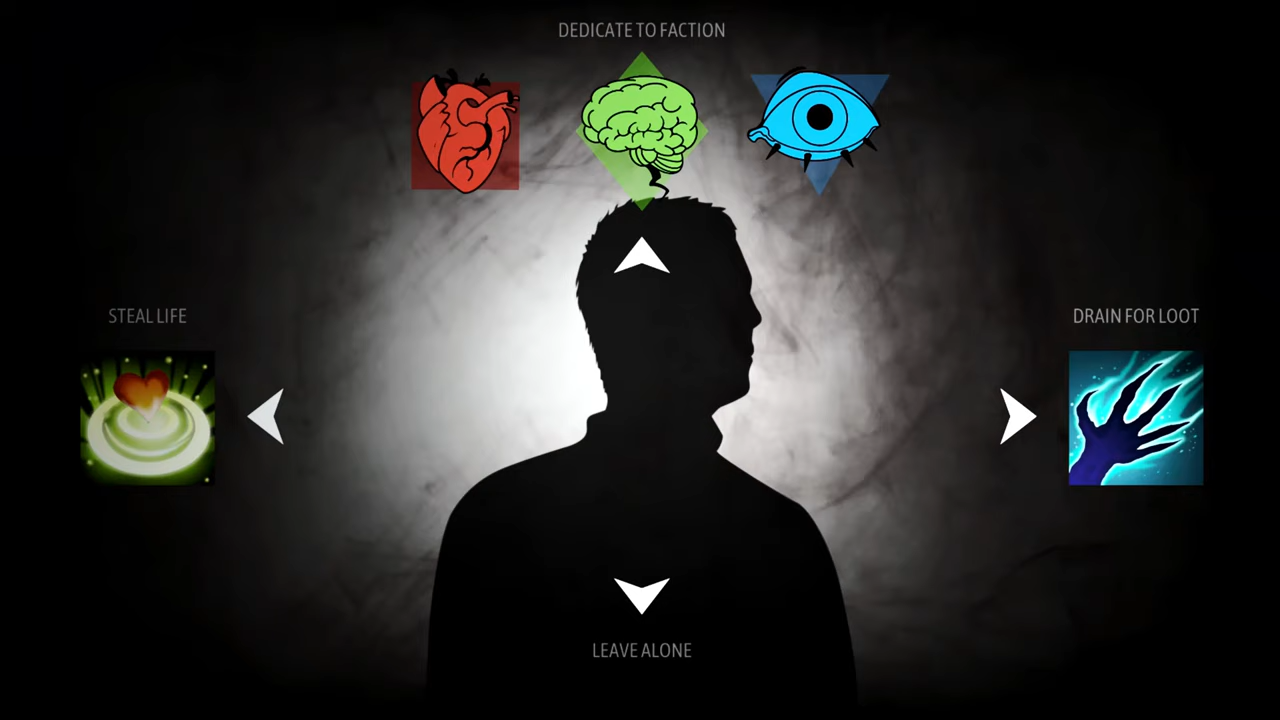 DEDICATE TO FACTION
STEAL LIFE
DRAIN FOR LOOT
LEAVE ALONE